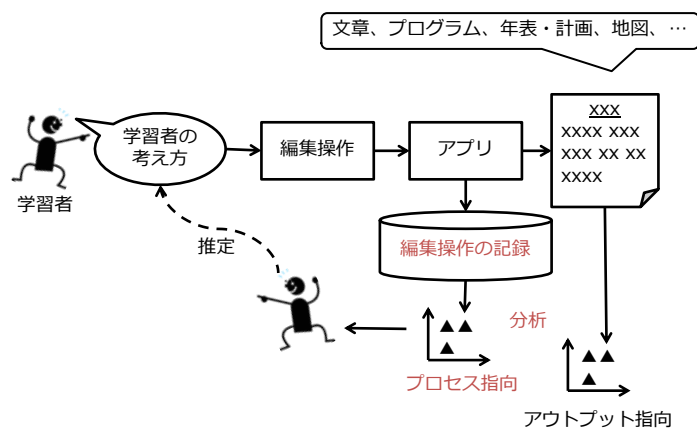 文章、プログラム、年表・計画、地図、…
学習者の
考え方
編集操作
アプリ
xxx
xxxx xxx
xxx xx xx
xxxx
学習者
推定
編集操作の記録
分析
プロセス指向
アウトプット指向